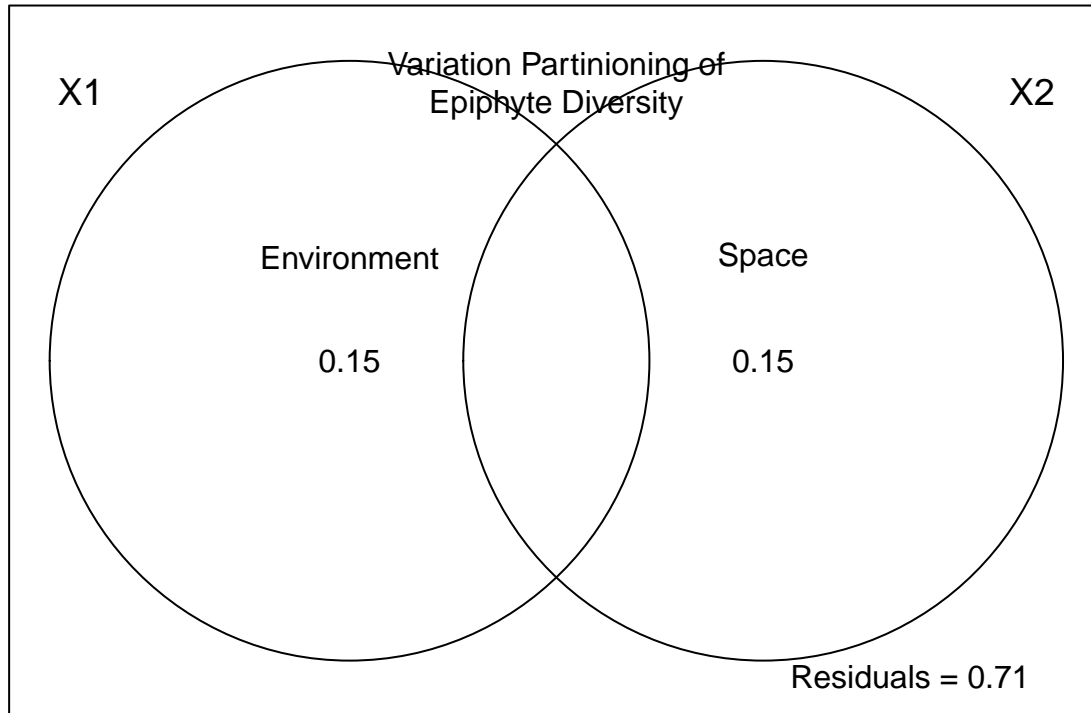 Variation Partinioning of
Epiphyte Diversity
X1
X2
Environment
Space
0.15
0.15
Residuals = 0.71